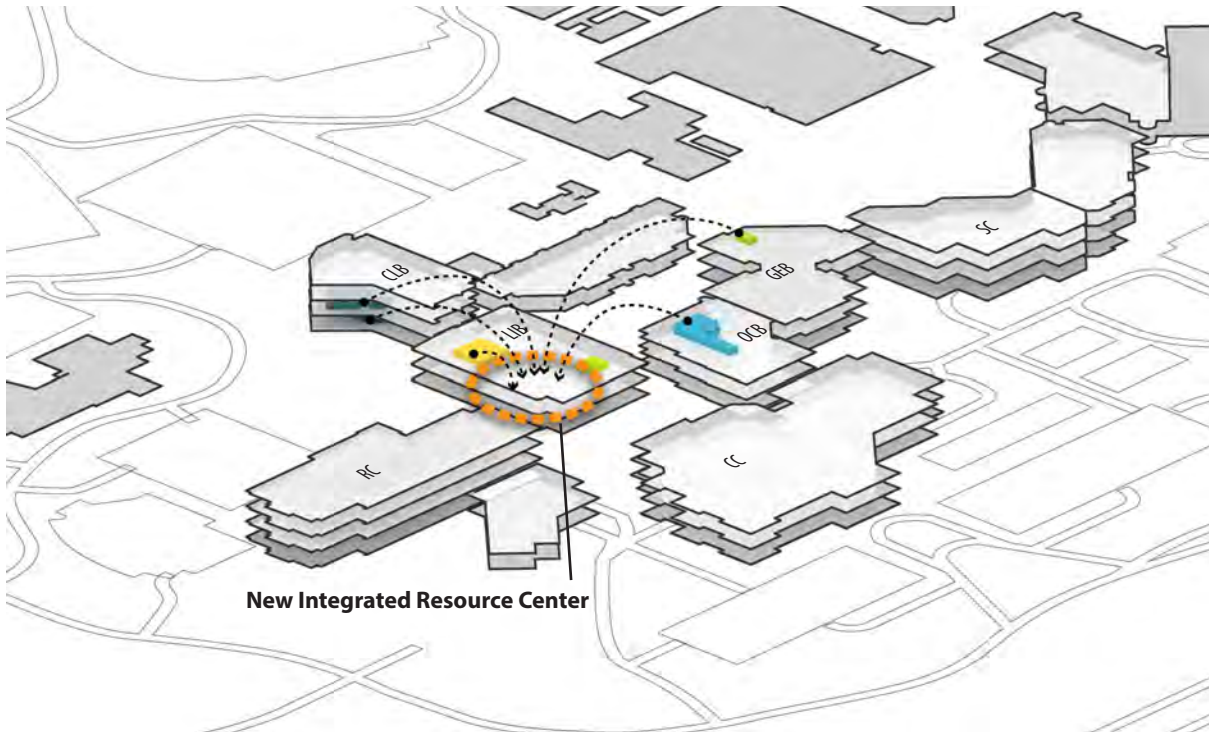 SC
CLB
GEB
LIB
OCB
RC
CC
New Integrated Resource Center